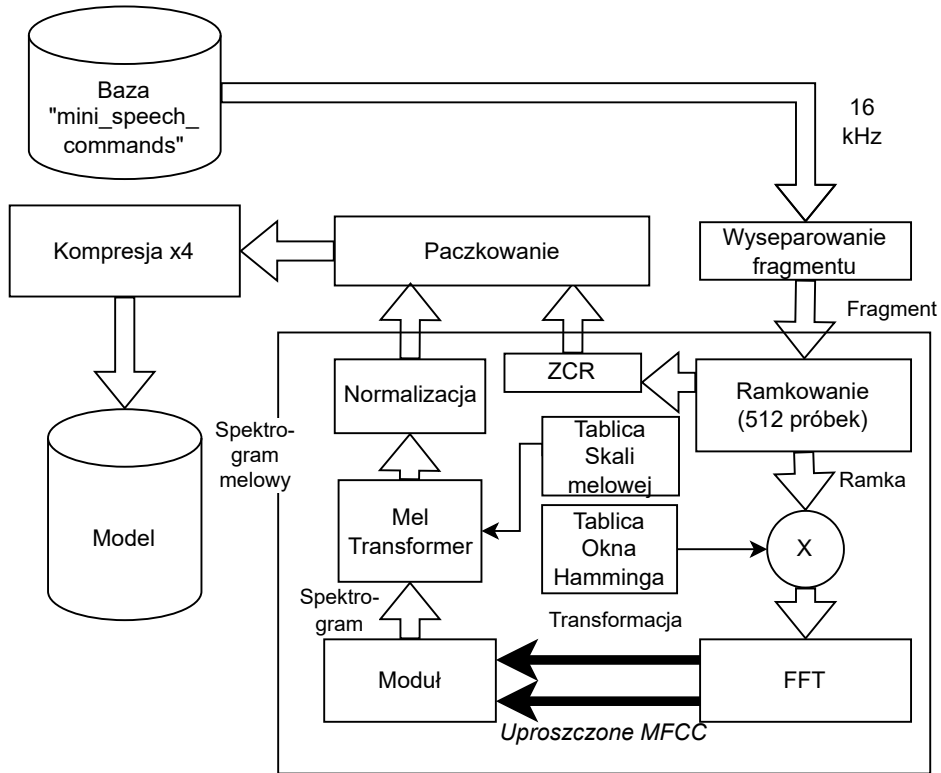 Baza
"mini_speech_
commands"
16
kHz
Kompresja x4
Paczkowanie
Wyseparowanie
fragmentu
Fragment
Normalizacja
ZCR
Ramkowanie
(512 próbek)
Spektro-
gram
melowy
Tablica
Skali
melowej
Ramka
Model
Mel
Transformer
Tablica
Okna
Hamminga
X
Spektro-
gram
Transformacja
Moduł
FFT
Uproszczone MFCC